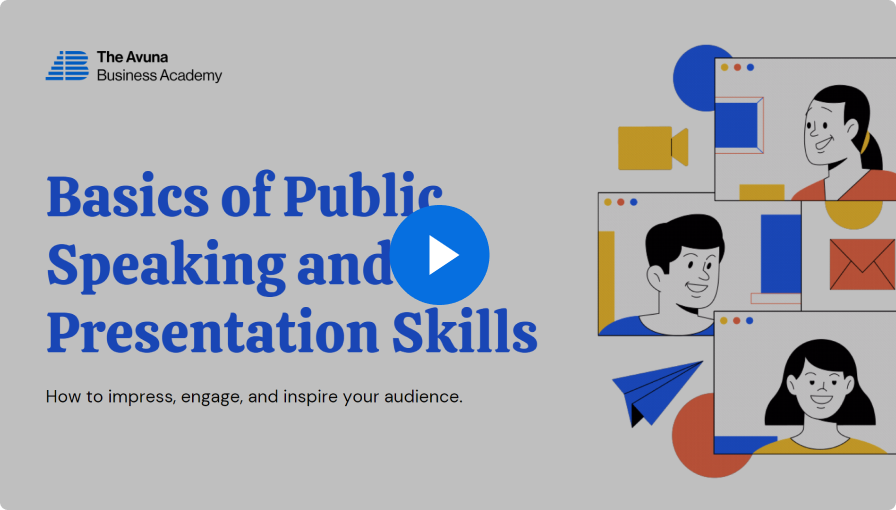 The Avuna
Business Academy
Basics of Public
Speaking and
Presentation Skills
How to impress, engage, and inspire your audience.